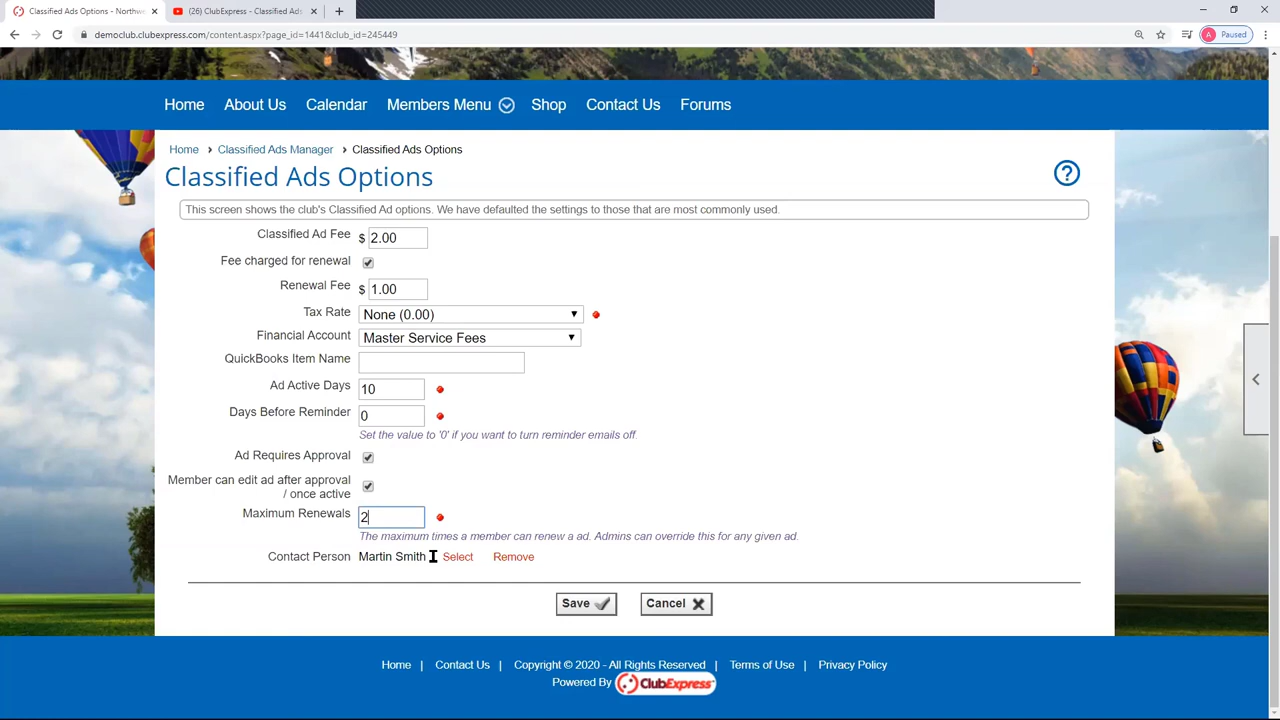 Classified Ads Options - Northw
ClubExpress - Classified Ads
democlub.clubexpress.com/content.aspx?page_id=1441&club_id=245449
A Paused
Home About Us Calendar Members Menu Shop Contact Us Forums
Home › Classified Ads Manager › Classified Ads Options
Classified Ads Options
?
This screen shows the club's Classified Ad options. We have defaulted the settings to those that are most commonly used.
Classified Ad Fee $ 2.00
Fee charged for renewal
Renewal Fee $ 1.00
Tax Rate None (0.00)
Financial Account Master Service Fees
QuickBooks Item Name
Ad Active Days 10
Days Before Reminder 0
Set the value to '0' if you want to turn reminder emails off.
Ad Requires Approval
Member can edit ad after approval
/ once active
Maximum Renewals 2
The maximum times a member can renew a ad. Admins can override this for any given ad.
Contact Person Martin Smith Select Remove
Save Cancel
Home | Contact Us | Copyright © 2020 - All Rights Reserved | Terms of Use | Privacy Policy
Powered By ClubExpress